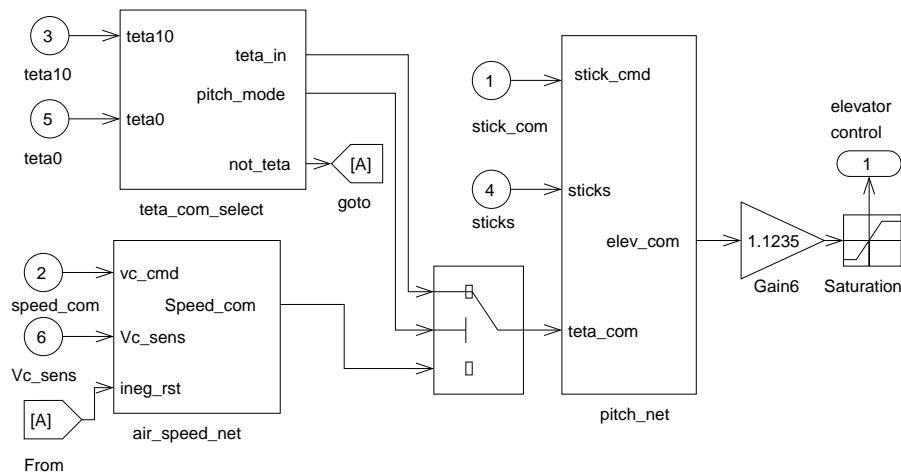 3
teta10
teta10
5
teta0
teta0
teta_in
pitch_mode
not_teta
[A]
goto
teta_com_select
2
vc_cmd
speed_com
Speed_com
6
Vc_sens
Vc_sens
ineg_rst
[A]
From
air_speed_net
1
stick_cmd
stick_com
4
sticks
sticks
elev_com
teta_com
pitch_net
1.1235
Gain6
elevator
control
1
Saturation